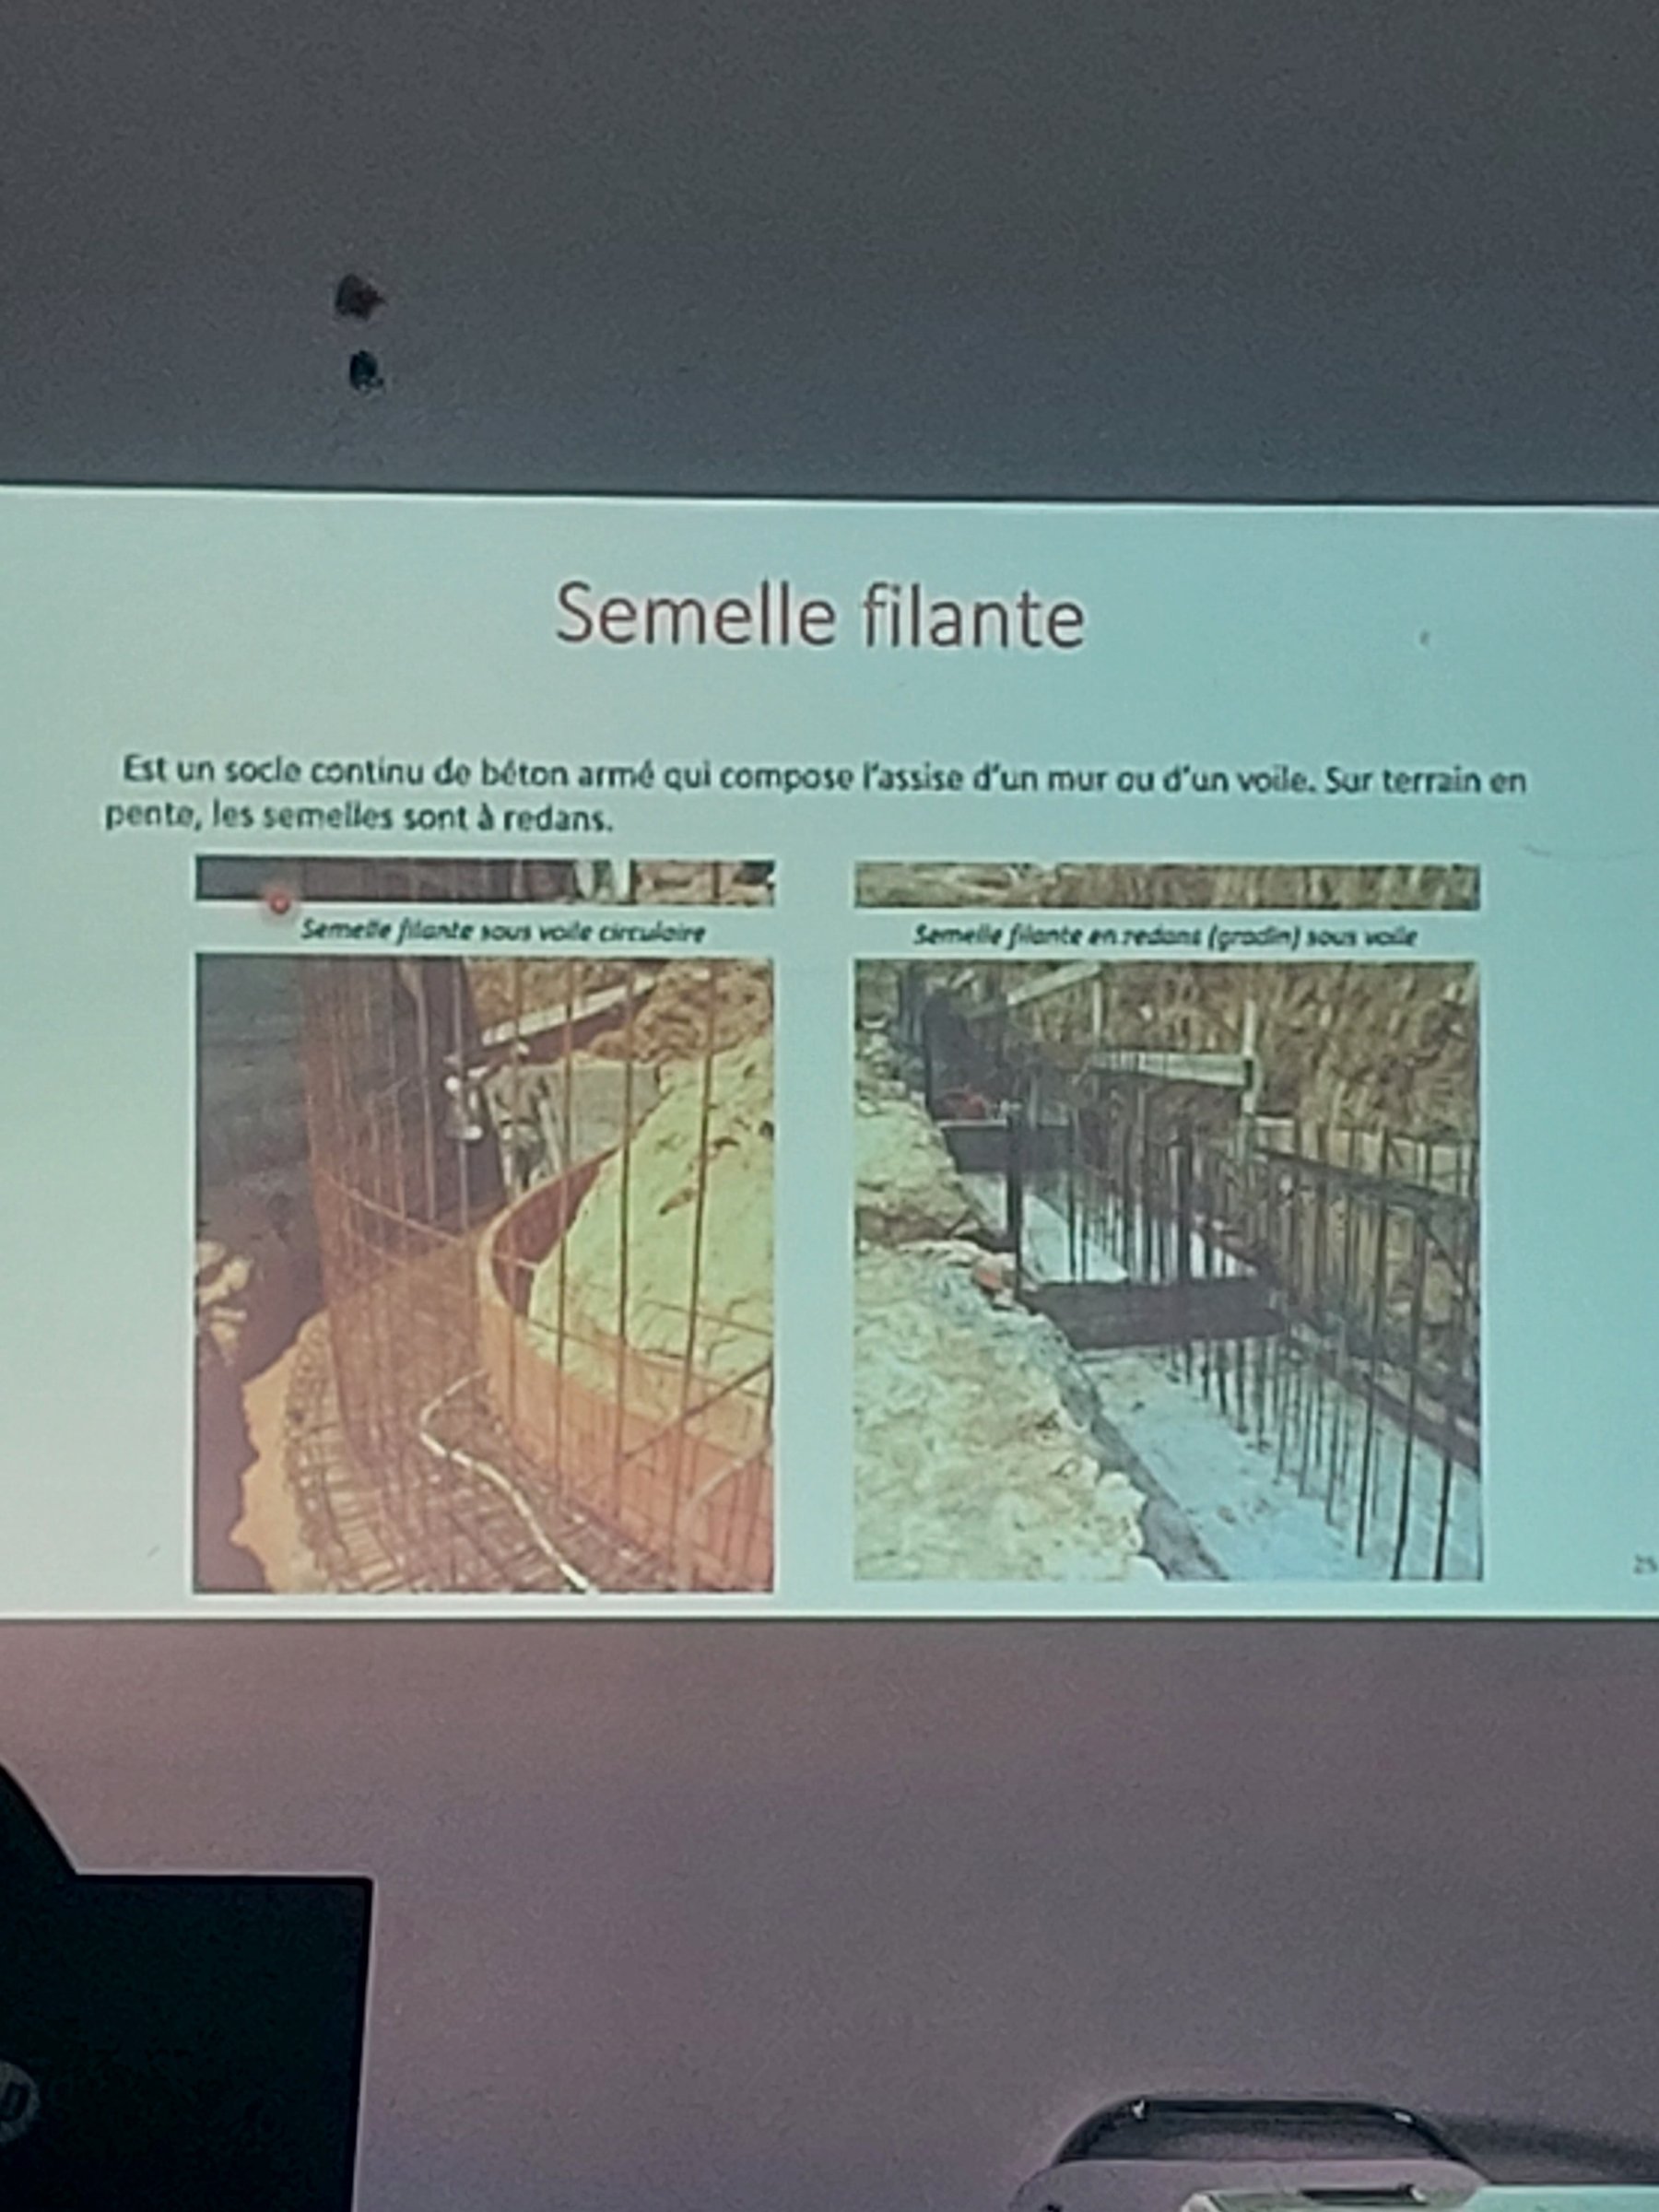 Semelle filante
Est un socle continu de béton armé qui compose l'assise d'un mur ou d'un voile. Sur terrain en
pente, les semelles sont à redans.
Semelle filante sous voile circulaire
Semelle filante en redans (gradin) sous voile